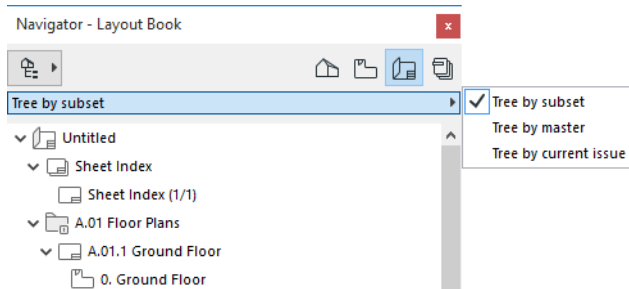 Navigator - Layout Book
x
Tree by subset
Tree by subset
Tree by master
Tree by current issue
Untitled
Sheet Index
Sheet Index (1/1)
A.01 Floor Plans
A.01.1 Ground Floor
0. Ground Floor